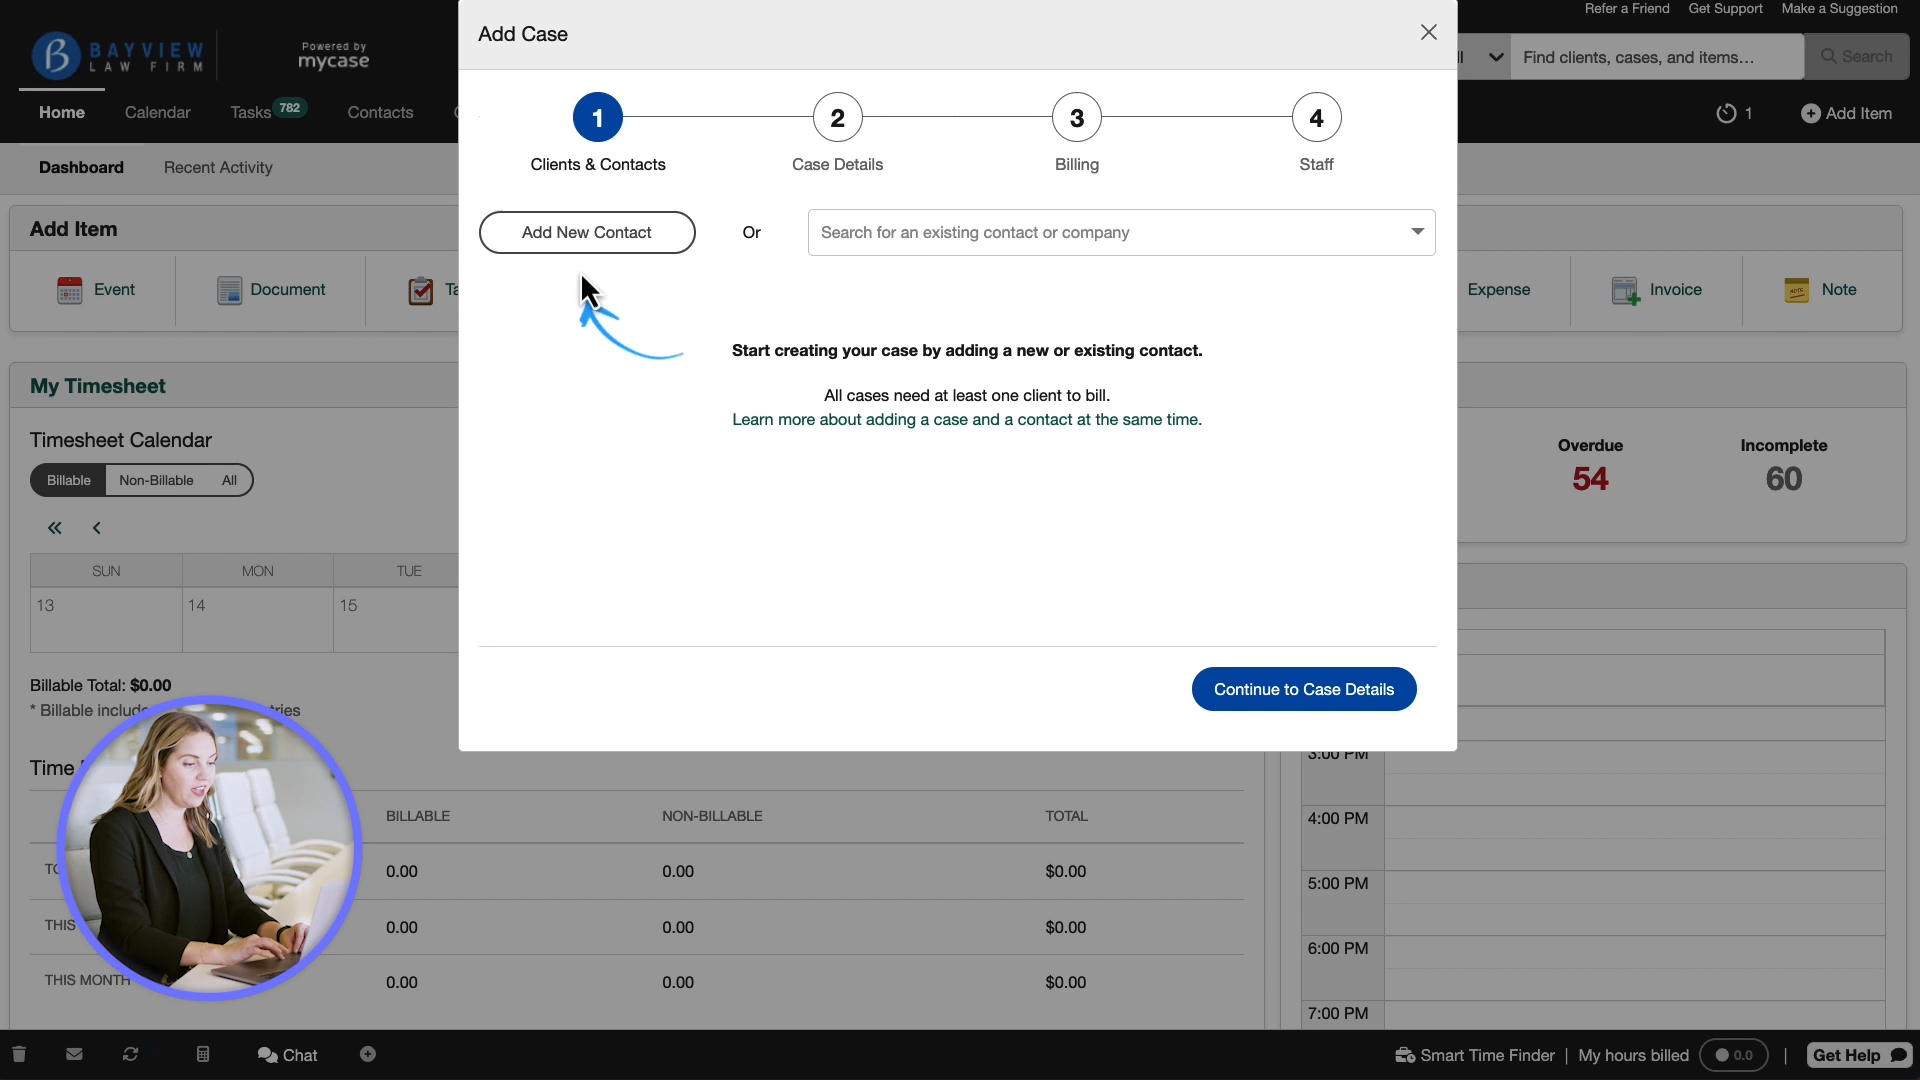 Add Case
Refer a Friend
Get Support
Make a Suggestion
BAYVIEW
LAW FIRM
Powered by
mycase
Find clients, cases, and items...
Search
Home
Calendar
Tasks
782
Contacts
1
Add Item
1
2
3
4
Clients & Contacts
Case Details
Billing
Staff
Dashboard
Recent Activity
Add Item
Add New Contact
Or
Search for an existing contact or company
Event
Document
Expense
Invoice
Note
NOTE
Start creating your case by adding a new or existing contact.
All cases need at least one client to bill.
Learn more about adding a case and a contact at the same time.
My Timesheet
Timesheet Calendar
Billable
Non-Billable
All
Overdue
Incomplete
54
60
SUN
MON
TUE
13
14
15
Continue to Case Details
Billable Total: $0.00
* Billable
Time
3:00 PM
BILLABLE
NON-BILLABLE
TOTAL
4:00 PM
0.00
0.00
$0.00
5:00 PM
THIS
0.00
0.00
$0.00
6:00 PM
THIS MONTH
0.00
0.00
$0.00
7:00 PM
Chat
Smart Time Finder
My hours billed
0.0
Get Help